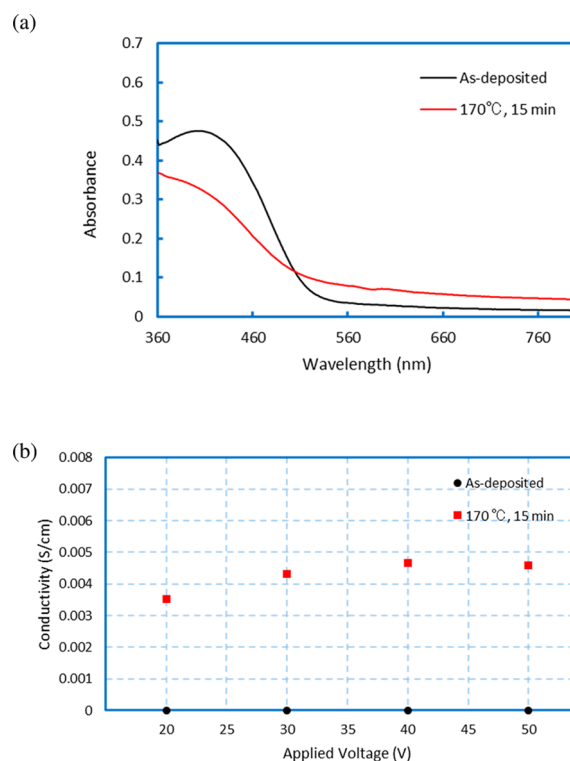 (a)
0.7
0.6
0.5
0.4
0.3
0.2
0.1
0
Absorbance
As-deposited
170℃, 15 min
360
460
560
660
760
Wavelength (nm)
(b)
0.008
0.007
0.006
0.005
0.004
0.003
0.002
0.001
0
Conductivity (S/cm)
As-deposited
170 ℃, 15 min
20
25
30
35
40
45
50
Applied Voltage (V)